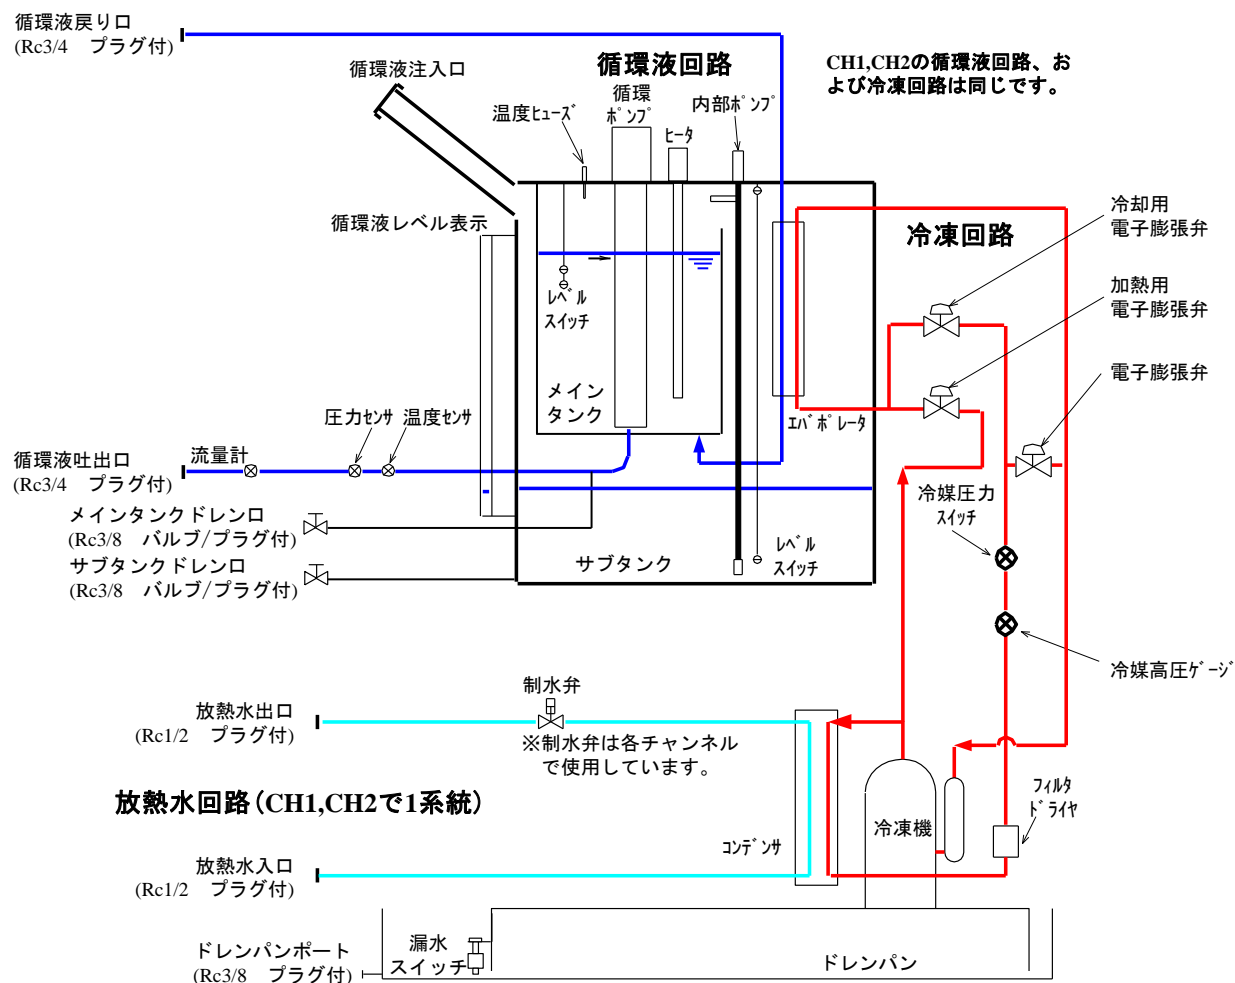 循環液戻り口
(Rc3/4　プラグ付)
循環液注入口
循環液回路
CH1,CH2の循環液回路、お
よび冷凍回路は同じです。
温度ﾋｭｰｽﾞ
循環
ﾎﾟﾝﾌﾟ
ﾋｰﾀ
内部ﾎﾟﾝﾌﾟ
循環液レベル表示
冷凍回路
冷却用
電子膨張弁
加熱用
電子膨張弁
電子膨張弁
ﾚﾍﾞﾙ
ｽｲｯﾁ
メイン
タンク
ｴﾊﾞﾎﾟﾚｰﾀ
圧力ｾﾝｻ
温度ｾﾝｻ
流量計
循環液吐出口
(Rc3/4　プラグ付)
メインタンクドレン口
(Rc3/8　バルブ/プラグ付)
サブタンクドレン口
(Rc3/8　バルブ/プラグ付)
サブタンク
ﾚﾍﾞﾙ
ｽｲｯﾁ
冷媒圧力
ｽｲｯﾁ
冷媒高圧ｹﾞｰｼﾞ
制水弁
※制水弁は各チャンネル
で使用しています。
放熱水出口
(Rc1/2　プラグ付)
放熱水回路(CH1,CH2で1系統)
放熱水入口
(Rc1/2　プラグ付)
ｺﾝﾃﾞﾝｻ
冷凍機
ﾌｨﾙﾀ
ﾄﾞﾗｲﾔ
ドレンパンポート
(Rc3/8　プラグ付)
漏水
スイッチ
ドレンパン